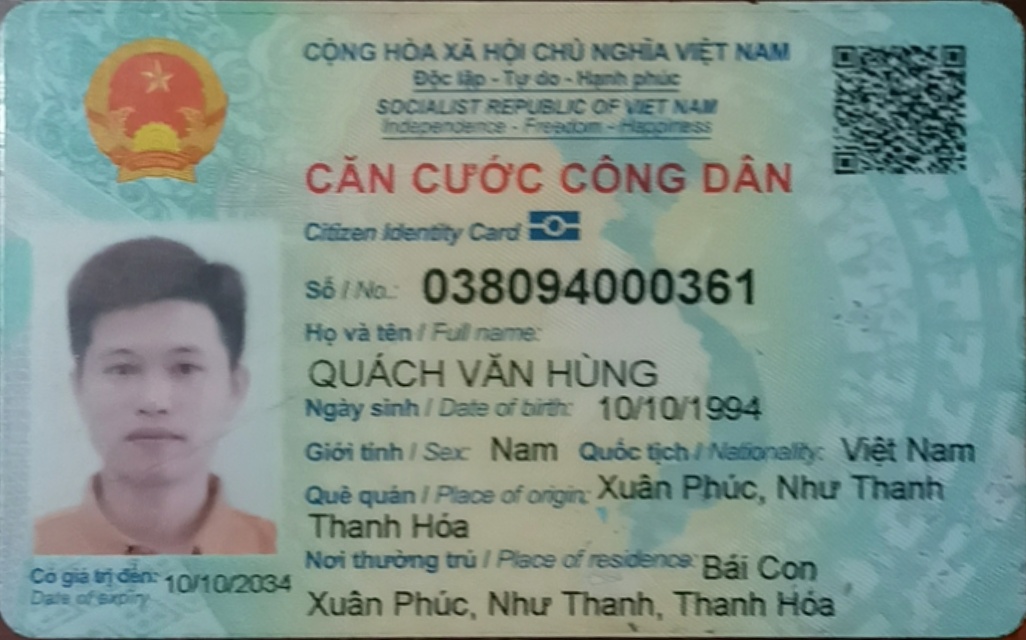 CỘNG HÒA XÃ HỘI CHỦ NGHĨA VIỆT NAM
Độc lập - Tự do - Hạnh phúc
SOCIALIST REPUBLIC OF VIET NAM
Independence - Freedom - Happiness
CĂN CƯỚC CÔNG DÂN
Citizen Identity Card
Số / No.: 038094000361
Họ và tên / Full name:
QUÁCH VĂN HÙNG
Ngày sinh / Date of birth: 10/10/1994
Giới tính / Sex: Nam Quốc tịch / Nationality: Việt Nam
Quê quán / Place of origin: Xuân Phúc, Như Thanh
Thanh Hóa
Nơi thường trú / Place of residence: Bái Con
Xuân Phúc, Như Thanh, Thanh Hóa
Có giá trị đến: 10/10/2034
Date of expiry